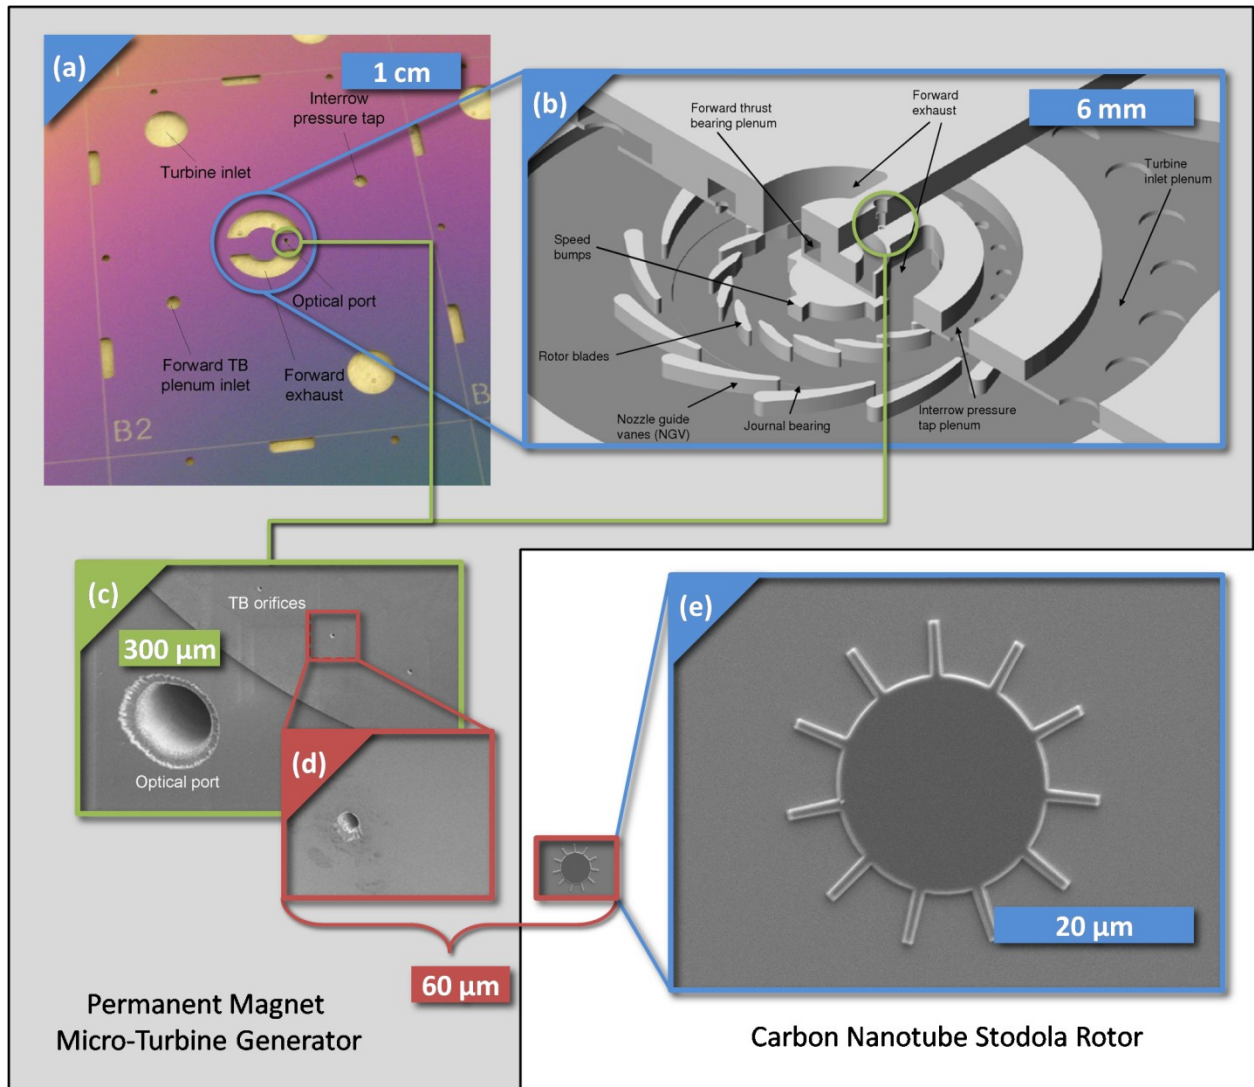 (a)
1 cm
Interrow
pressure tap
Turbine inlet
Optical port
Forward TB
plenum inlet
Forward
exhaust
B2
B
(b)
6 mm
Forward thrust
bearing plenum
Forward
exhaust
Turbine
inlet plenum
Speed
bumps
Rotor blades
Nozzle guide
vanes (NGV)
Journal bearing
Interrow pressure
tap plenum
(c)
TB orifices
300 μm
Optical port
(d)
60 μm
Permanent Magnet
Micro-Turbine Generator
(e)
20 μm
Carbon Nanotube Stodola Rotor